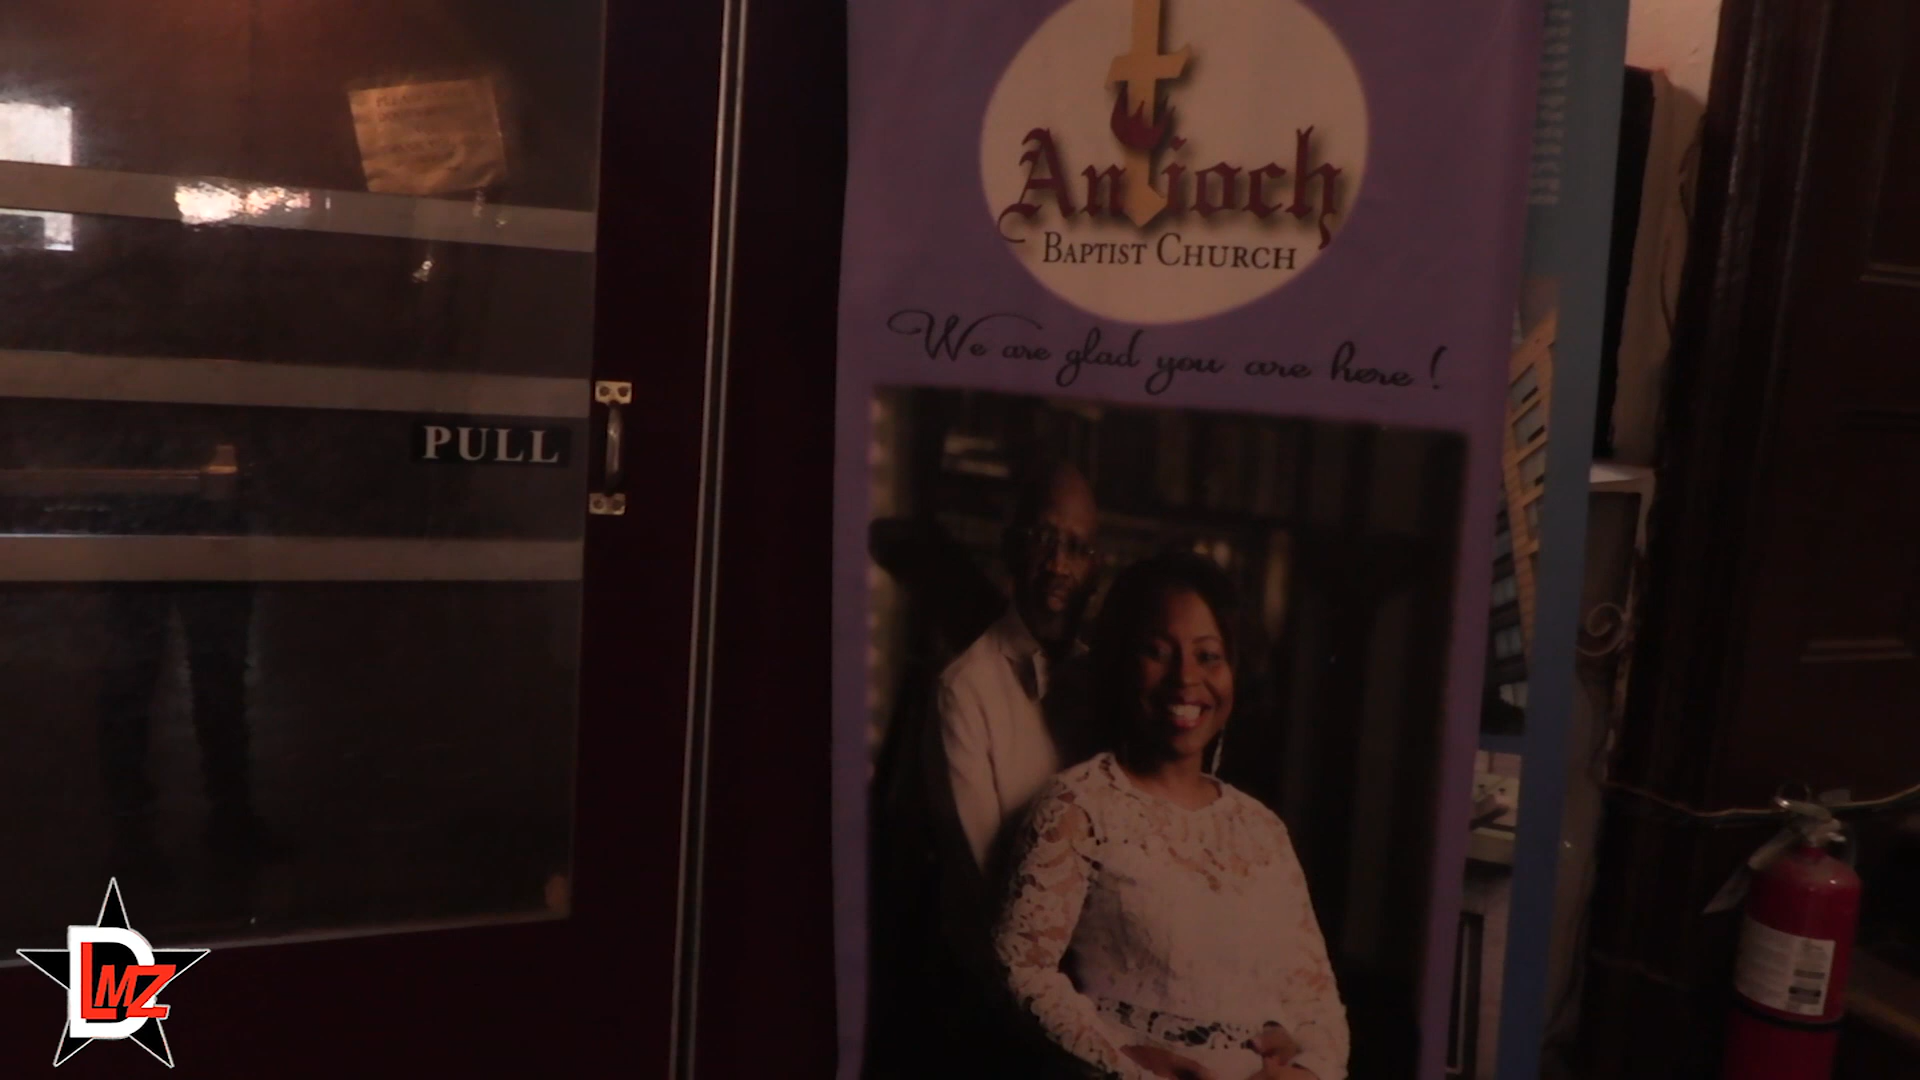 PULL
Antioch
BAPTIST CHURCH
We are glad you are here!
DLMZ